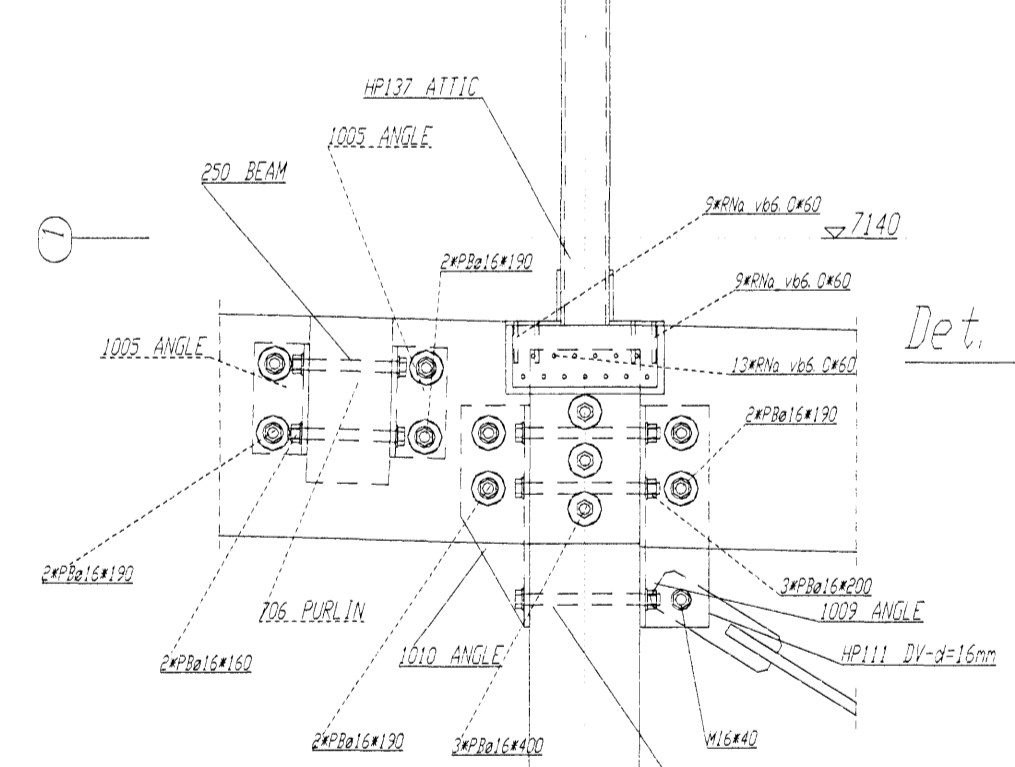 HP137 ATTIC
1005 ANGLE
250 BEAM
9*RNa vb6.0*60
1
7140
2*PBø16*190
9*RNa vb6.0*60
Det.
1005 ANGLE
13*RNa vb6.0*60
2*PBø16*190
2*PBø16*190
3*PBø16*200
706 PURLIN
1009 ANGLE
2*PBø16*160
1010 ANGLE
HP111 DV-d=16mm
2*PBø16*190
3*PBø16*400
M16*40